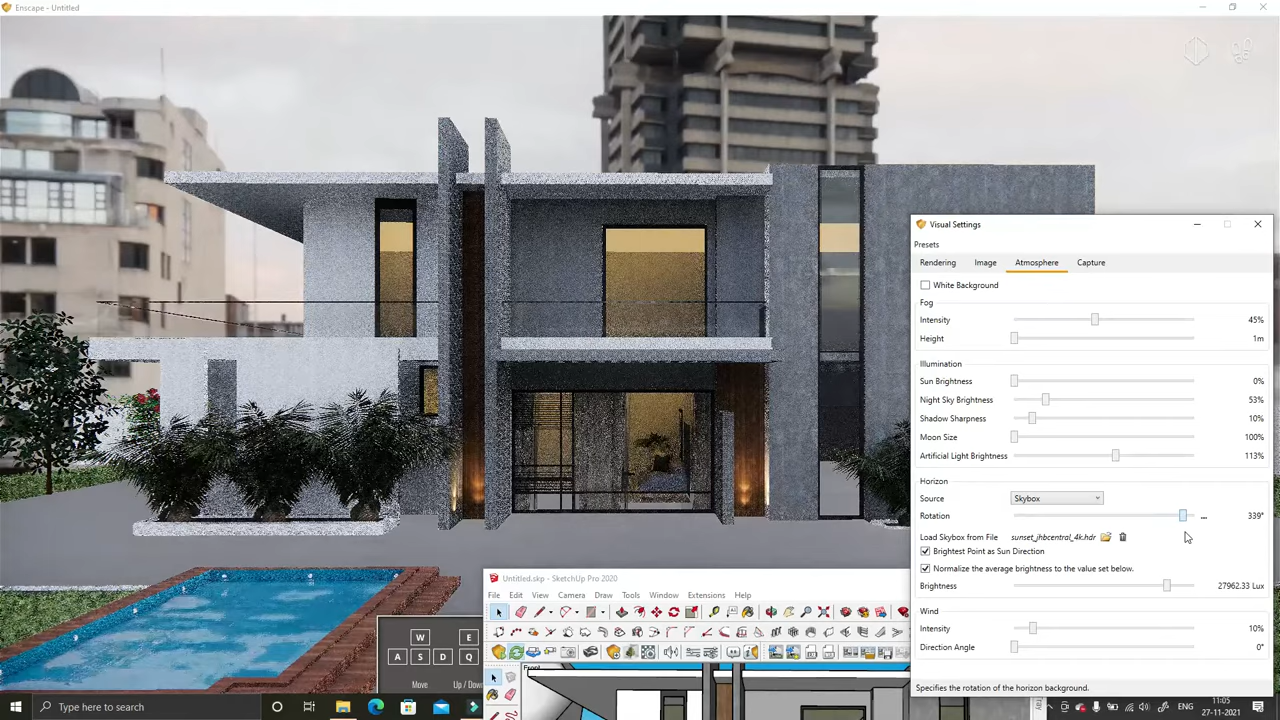 Enscape - Untitled
Visual Settings
Presets
Rendering Image Atmosphere Capture
White Background
Fog
Intensity 45%
Height 1m
Illumination
Sun Brightness 0%
Night Sky Brightness 53%
Shadow Sharpness 10%
Moon Size 100%
Artificial Light Brightness 113%
Horizon
Source Skybox
Rotation ... 339°
Load Skybox from File sunset_jhbcentral_4k.hdr
Brightest Point as Sun Direction
Normalize the average brightness to the value set below.
Brightness 27962.33 Lux
Wind
Intensity 10%
Direction Angle 0°
Specifies the rotation of the horizon background.
Untitled.skp - SketchUp Pro 2020
File Edit View Camera Draw Tools Window Extensions Help
Front
W E
A S D Q
Move Up / Do
Type here to search
ENG
11:05
27-11-2021